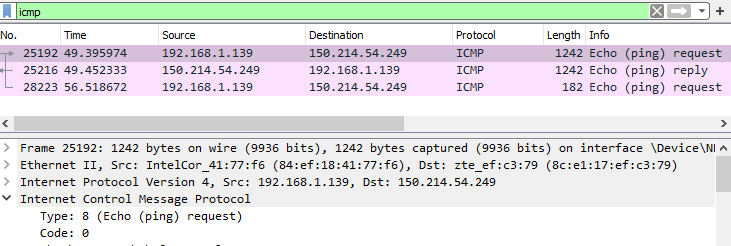 icmp
No. Time Source Destination Protocol Length Info
25192 49.395974 192.168.1.139 150.214.54.249 ICMP 1242 Echo (ping) request
25216 49.452333 150.214.54.249 192.168.1.139 ICMP 1242 Echo (ping) reply
28223 56.518672 192.168.1.139 150.214.54.249 ICMP 182 Echo (ping) request
Frame 25192: 1242 bytes on wire (9936 bits), 1242 bytes captured (9936 bits) on interface \Device\N
Ethernet II, Src: IntelCor_41:77:f6 (84:ef:18:41:77:f6), Dst: zte_ef:c3:79 (8c:e1:17:ef:c3:79)
Internet Protocol Version 4, Src: 192.168.1.139, Dst: 150.214.54.249
Internet Control Message Protocol
Type: 8 (Echo (ping) request)
Code: 0